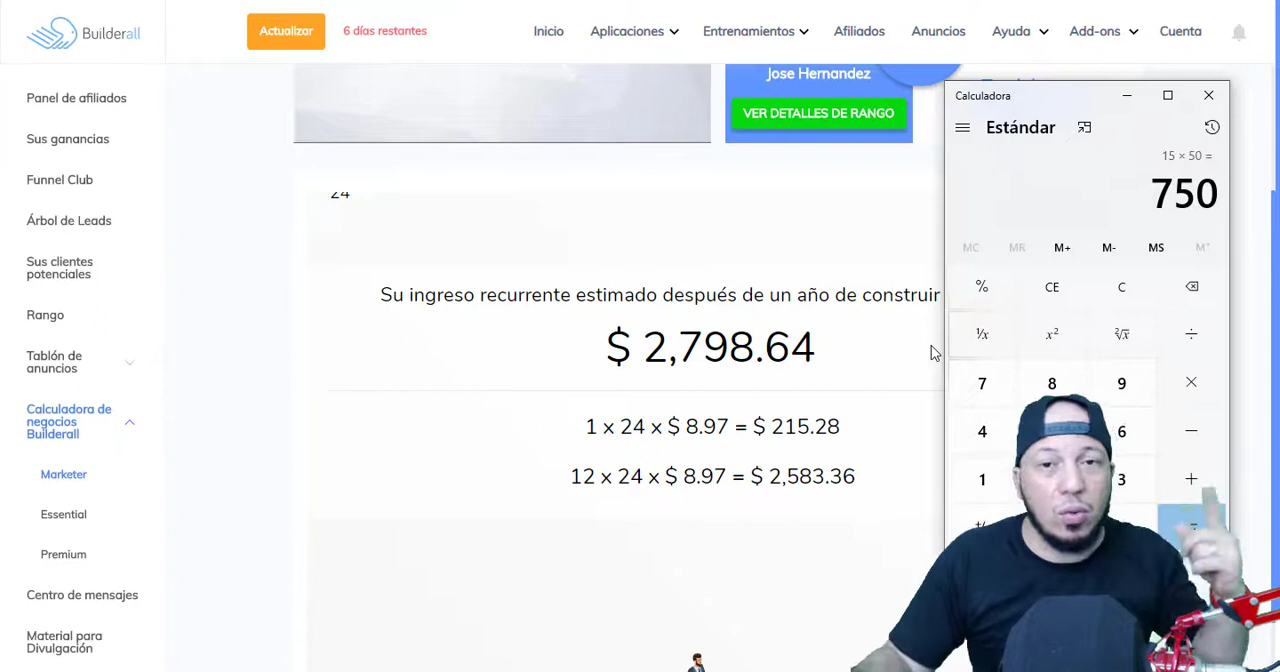 Builderall
Actualizar
6 días restantes
Inicio
Aplicaciones
Entrenamientos
Afiliados
Anuncios
Ayuda
Add-ons
Cuenta
Panel de afiliados
Sus ganancias
Funnel Club
Árbol de Leads
Sus clientes
potenciales
Rango
Tablón de
anuncios
Calculadora de
negocios
Builderall
Marketer
Essential
Premium
Centro de mensajes
Material para
Divulgación
Jose Hernandez
VER DETALLES DE RANGO
24
Su ingreso recurrente estimado después de un año de construir
$ 2,798.64
1 x 24 x $ 8.97 = $ 215.28
12 x 24 x $ 8.97 = $ 2,583.36
Calculadora
Estándar
15 × 50 =
750
MC MR M+ M- MS M˅
% CE C
¹/x x² ²√x ÷
7 8 9 ×
4 6 −
1 3 +